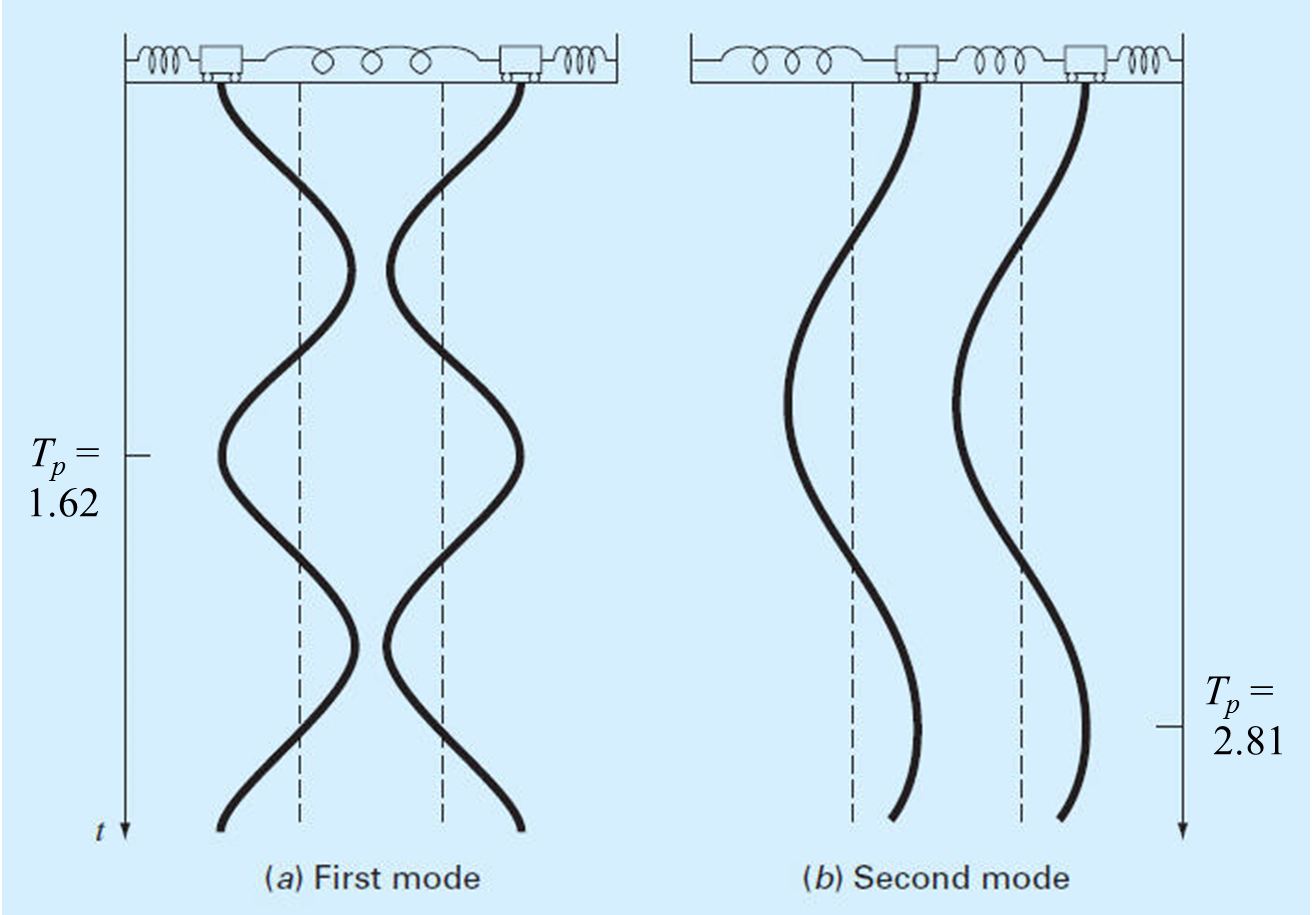 T_p =
1.62
t
(a) First mode
T_p =
2.81
(b) Second mode